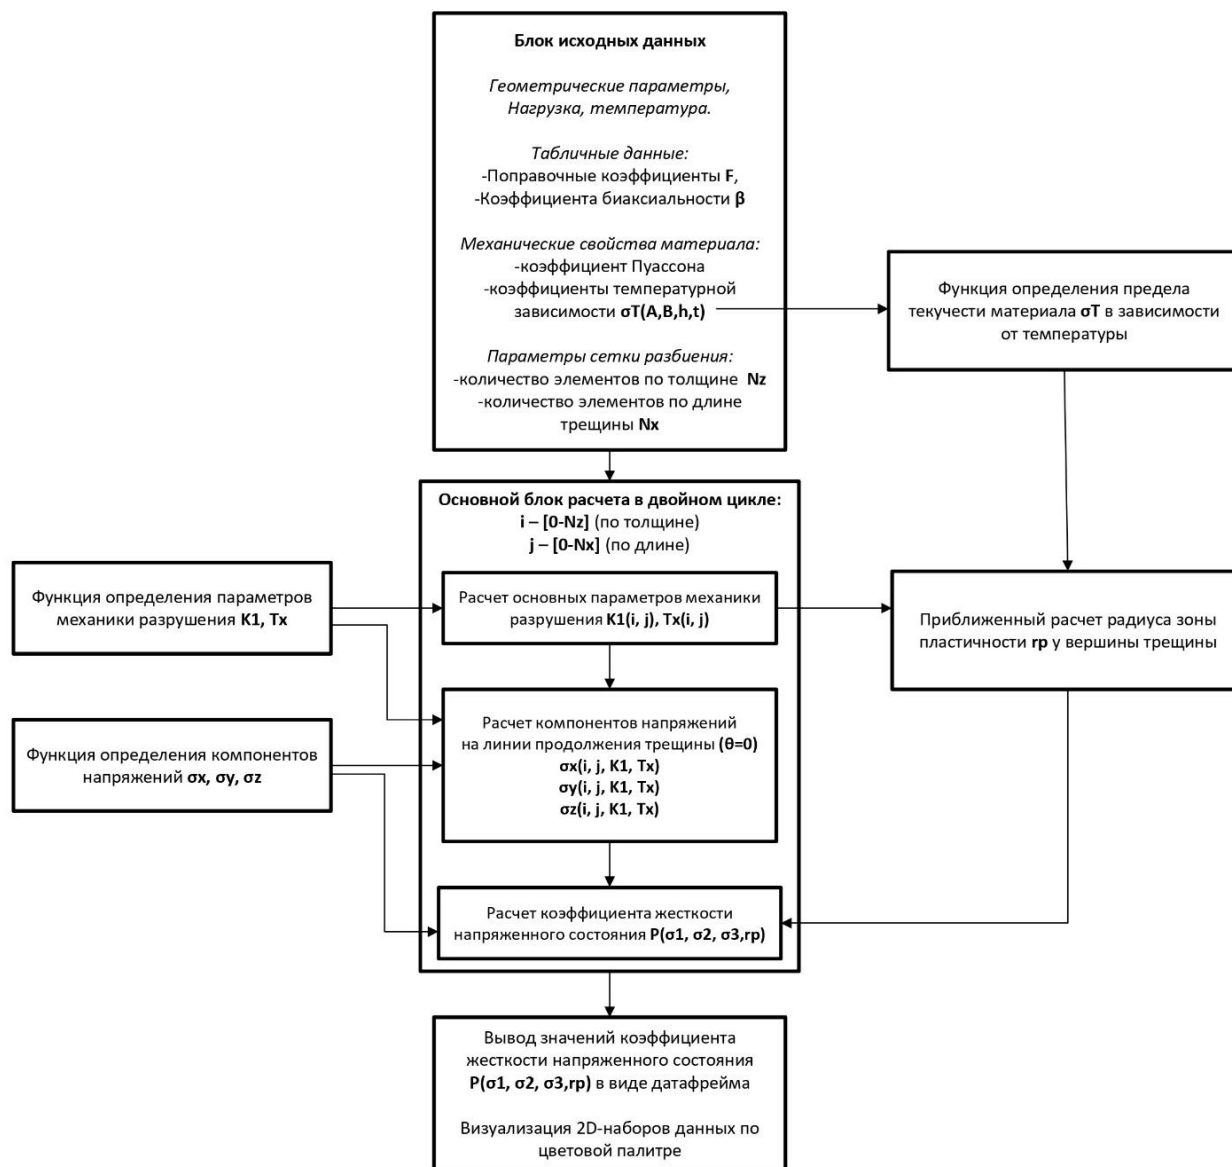 Блок исходных данных
Геометрические параметры,
Нагрузка, температура.
Табличные данные:
-Поправочные коэффициенты F,
-Коэффициента биаксиальности β
Механические свойства материала:
-коэффициент Пуассона
-коэффициенты температурной
зависимости σT(A,B,h,t)
Параметры сетки разбиения:
-количество элементов по толщине Nz
-количество элементов по длине
трещины Nx
Функция определения предела
текучести материала σT в зависимости
от температуры
Основной блок расчета в двойном цикле:
i – [0-Nz] (по толщине)
j – [0-Nx] (по длине)
Функция определения параметров
механики разрушения K1, Tx
Расчет основных параметров механики
разрушения K1(i, j), Tx(i, j)
Приближенный расчет радиуса зоны
пластичности rp у вершины трещины
Функция определения компонентов
напряжений σx, σy, σz
Расчет компонентов напряжений
на линии продолжения трещины (θ=0)
σx(i, j, K1, Tx)
σy(i, j, K1, Tx)
σz(i, j, K1, Tx)
Расчет коэффициента жесткости
напряженного состояния P(σ1, σ2, σ3,rp)
Вывод значений коэффициента
жесткости напряженного состояния
P(σ1, σ2, σ3,rp) в виде датафрейма
Визуализация 2D-наборов данных по
цветовой палитре